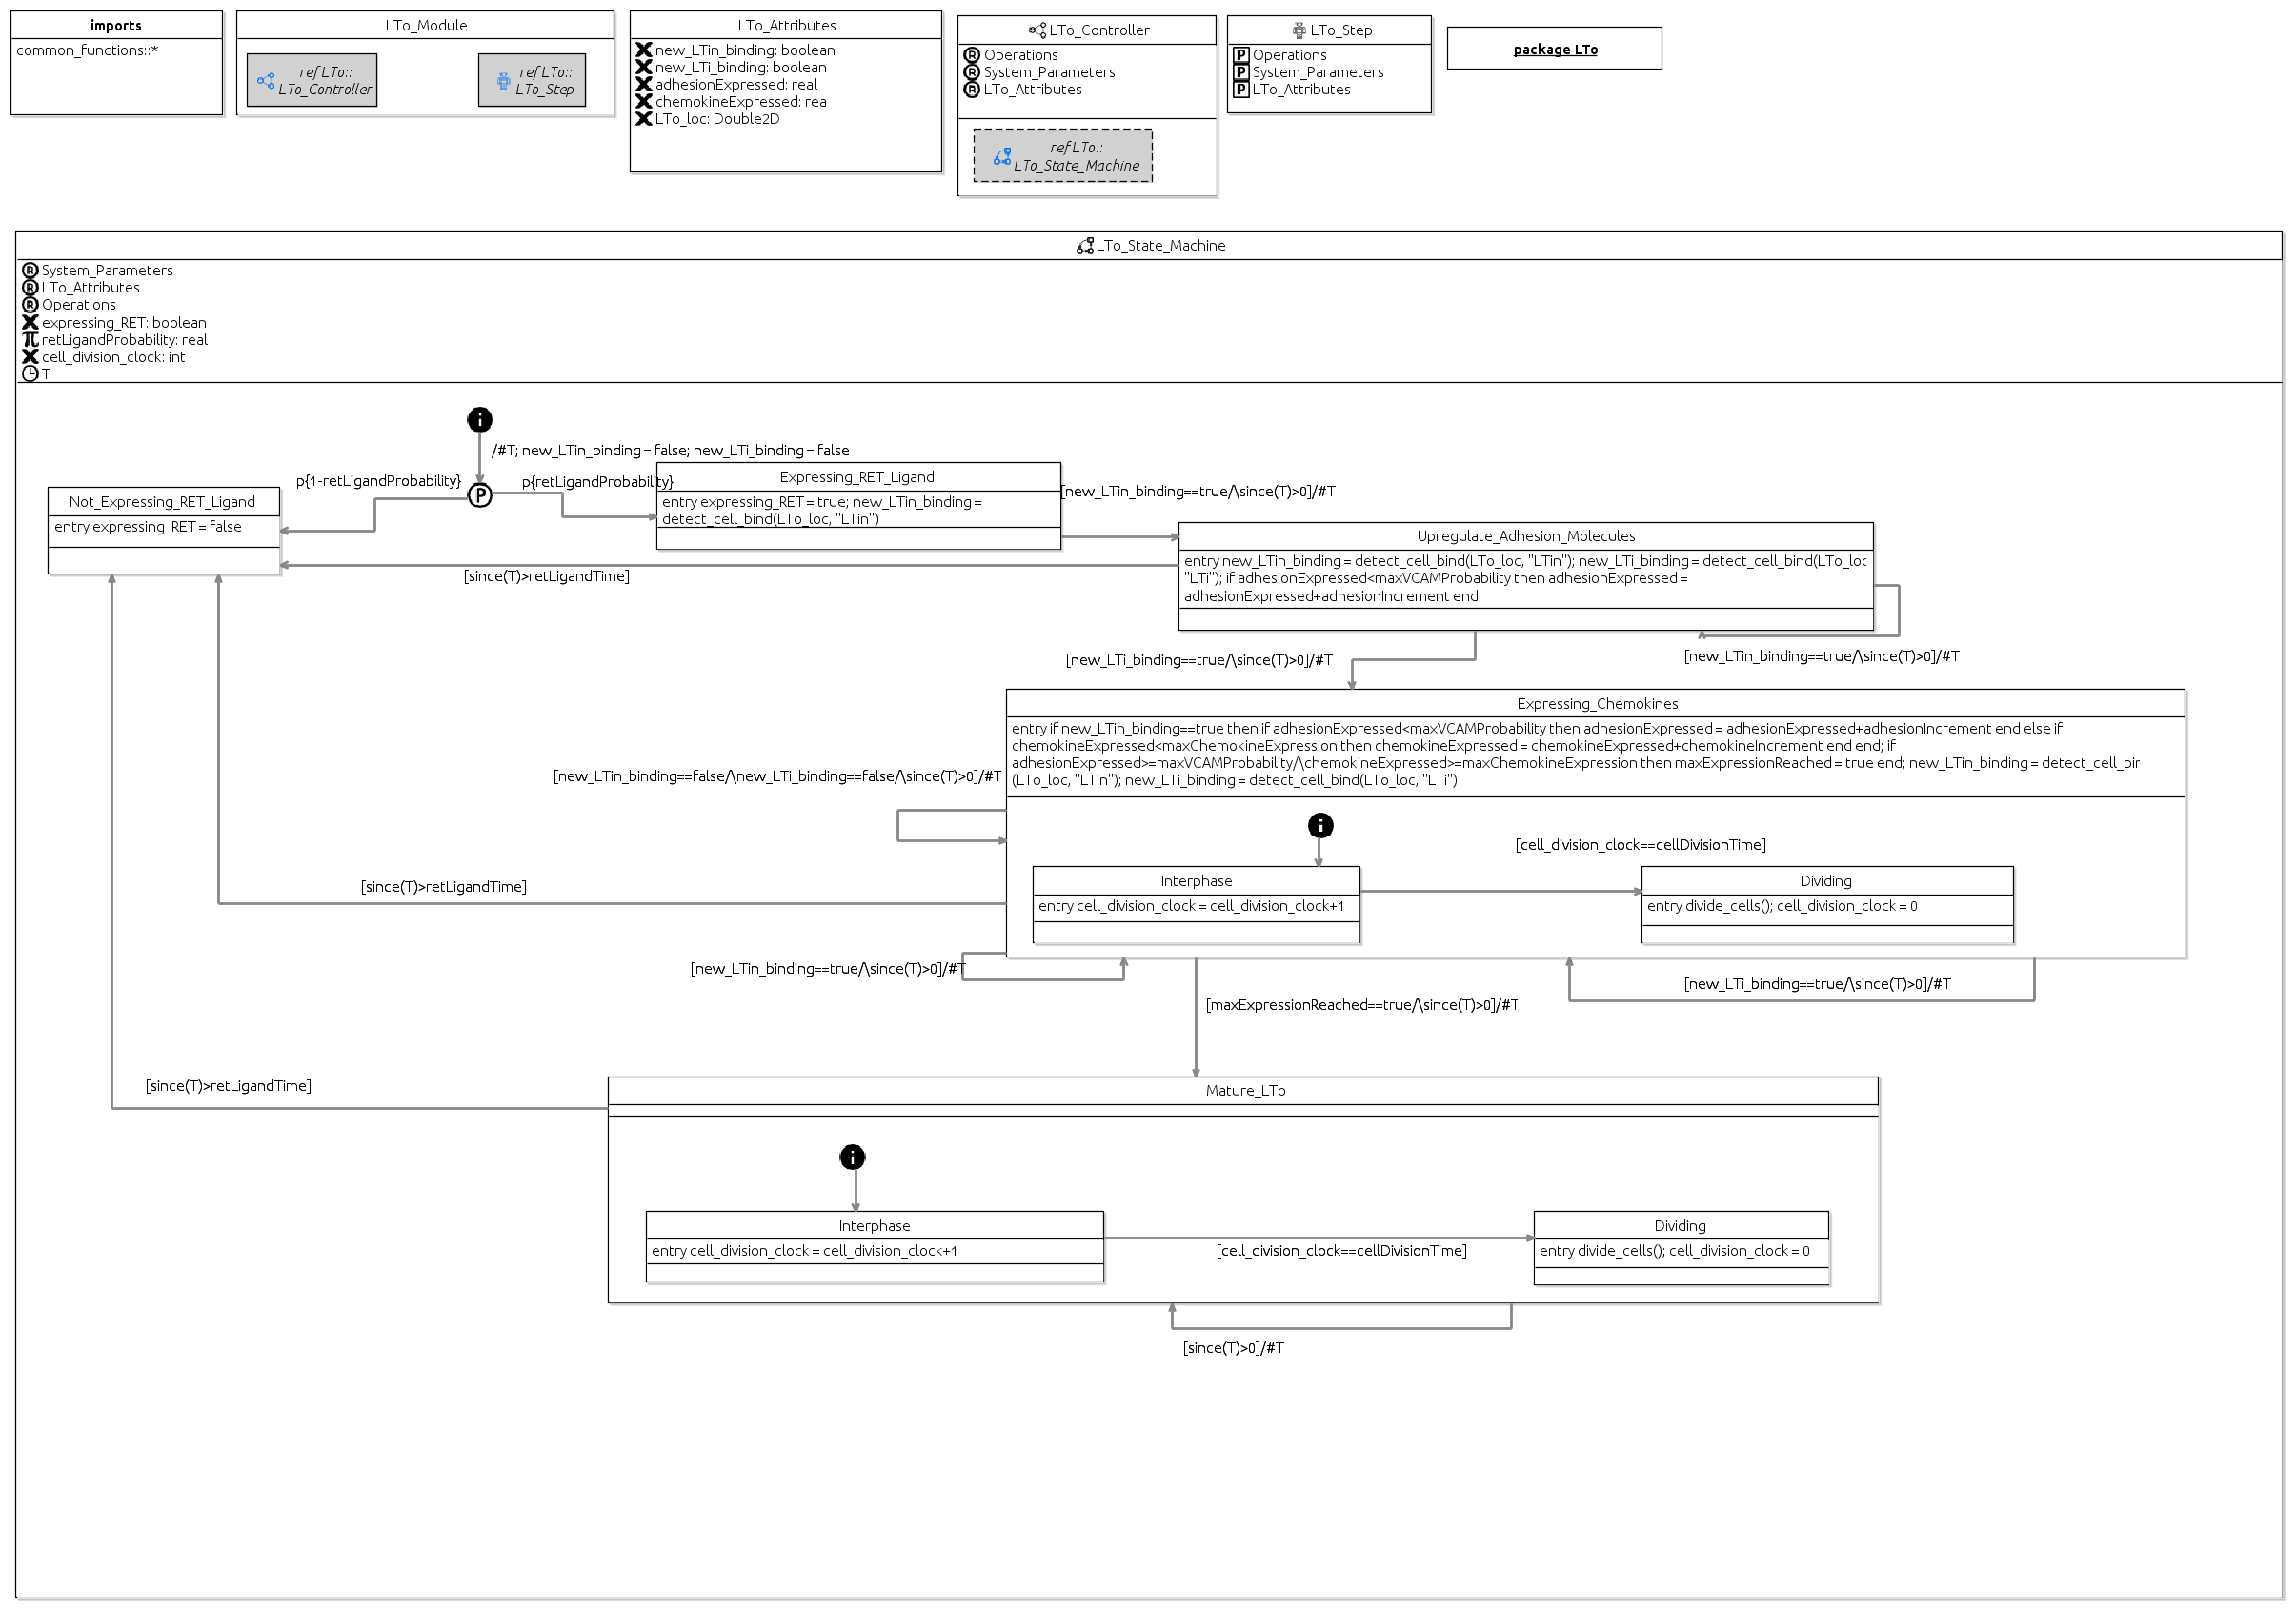 imports
common_functions::*
LTo_Module
ref LTo::
LTo_Controller
ref LTo::
LTo_Step
LTo_Attributes
new_LTin_binding: boolean
new_LTi_binding: boolean
adhesionExpressed: real
chemokineExpressed: rea
LTo_loc: Double2D
LTo_Controller
R Operations
R System_Parameters
R LTo_Attributes
ref LTo::
LTo_State_Machine
LTo_Step
P Operations
P System_Parameters
P LTo_Attributes
package LTo
LTo_State_Machine
R System_Parameters
R LTo_Attributes
R Operations
expressing_RET: boolean
π retLigandProbability: real
cell_division_clock: int
T
i
/#T; new_LTin_binding = false; new_LTi_binding = false
p{1-retLigandProbability}
P
p{retLigandProbability}
Not_Expressing_RET_Ligand
entry expressing_RET = false
Expressing_RET_Ligand
entry expressing_RET = true; new_LTin_binding =
detect_cell_bind(LTo_loc, "LTin")
[new_LTin_binding==true/\since(T)>0]/#T
Upregulate_Adhesion_Molecules
entry new_LTin_binding = detect_cell_bind(LTo_loc, "LTin"); new_LTi_binding = detect_cell_bind(LTo_loc
"LTi"); if adhesionExpressed<maxVCAMProbability then adhesionExpressed =
adhesionExpressed+adhesionIncrement end
[since(T)>retLigandTime]
[new_LTi_binding==true/\since(T)>0]/#T
[new_LTin_binding==true/\since(T)>0]/#T
Expressing_Chemokines
entry if new_LTin_binding==true then if adhesionExpressed<maxVCAMProbability then adhesionExpressed = adhesionExpressed+adhesionIncrement end else if
chemokineExpressed<maxChemokineExpression then chemokineExpressed = chemokineExpressed+chemokineIncrement end end; if
adhesionExpressed>=maxVCAMProbability/\chemokineExpressed>=maxChemokineExpression then maxExpressionReached = true end; new_LTin_binding = detect_cell_bin
(LTo_loc, "LTin"); new_LTi_binding = detect_cell_bind(LTo_loc, "LTi")
[new_LTin_binding==false/\new_LTi_binding==false/\since(T)>0]/#T
i
[cell_division_clock==cellDivisionTime]
Interphase
entry cell_division_clock = cell_division_clock+1
Dividing
entry divide_cells(); cell_division_clock = 0
[since(T)>retLigandTime]
[new_LTin_binding==true/\since(T)>0]/#T
[new_LTi_binding==true/\since(T)>0]/#T
[maxExpressionReached==true/\since(T)>0]/#T
[since(T)>retLigandTime]
Mature_LTo
i
Interphase
entry cell_division_clock = cell_division_clock+1
[cell_division_clock==cellDivisionTime]
Dividing
entry divide_cells(); cell_division_clock = 0
[since(T)>0]/#T